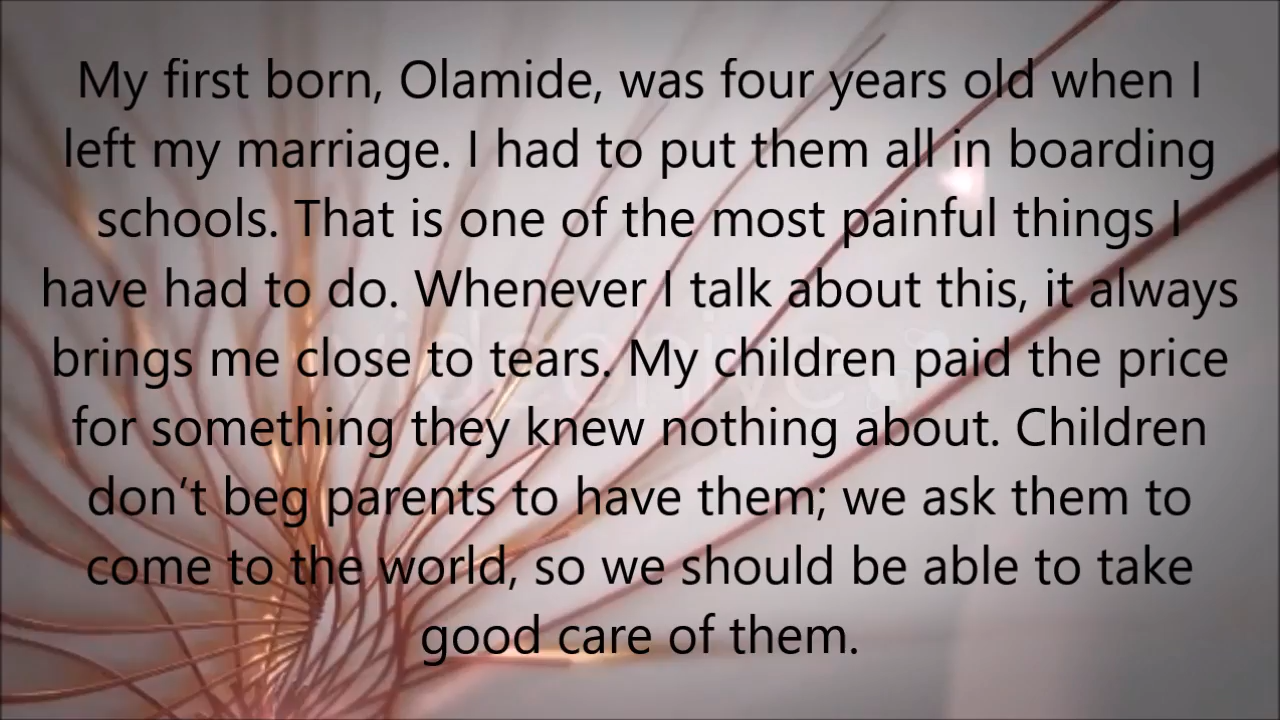 My first born, Olamide, was four years old when I
left my marriage. I had to put them all in boarding
schools. That is one of the most painful things I
have had to do. Whenever I talk about this, it always
brings me close to tears. My children paid the price
for something they knew nothing about. Children
don’t beg parents to have them; we ask them to
come to the world, so we should be able to take
good care of them.
videohive